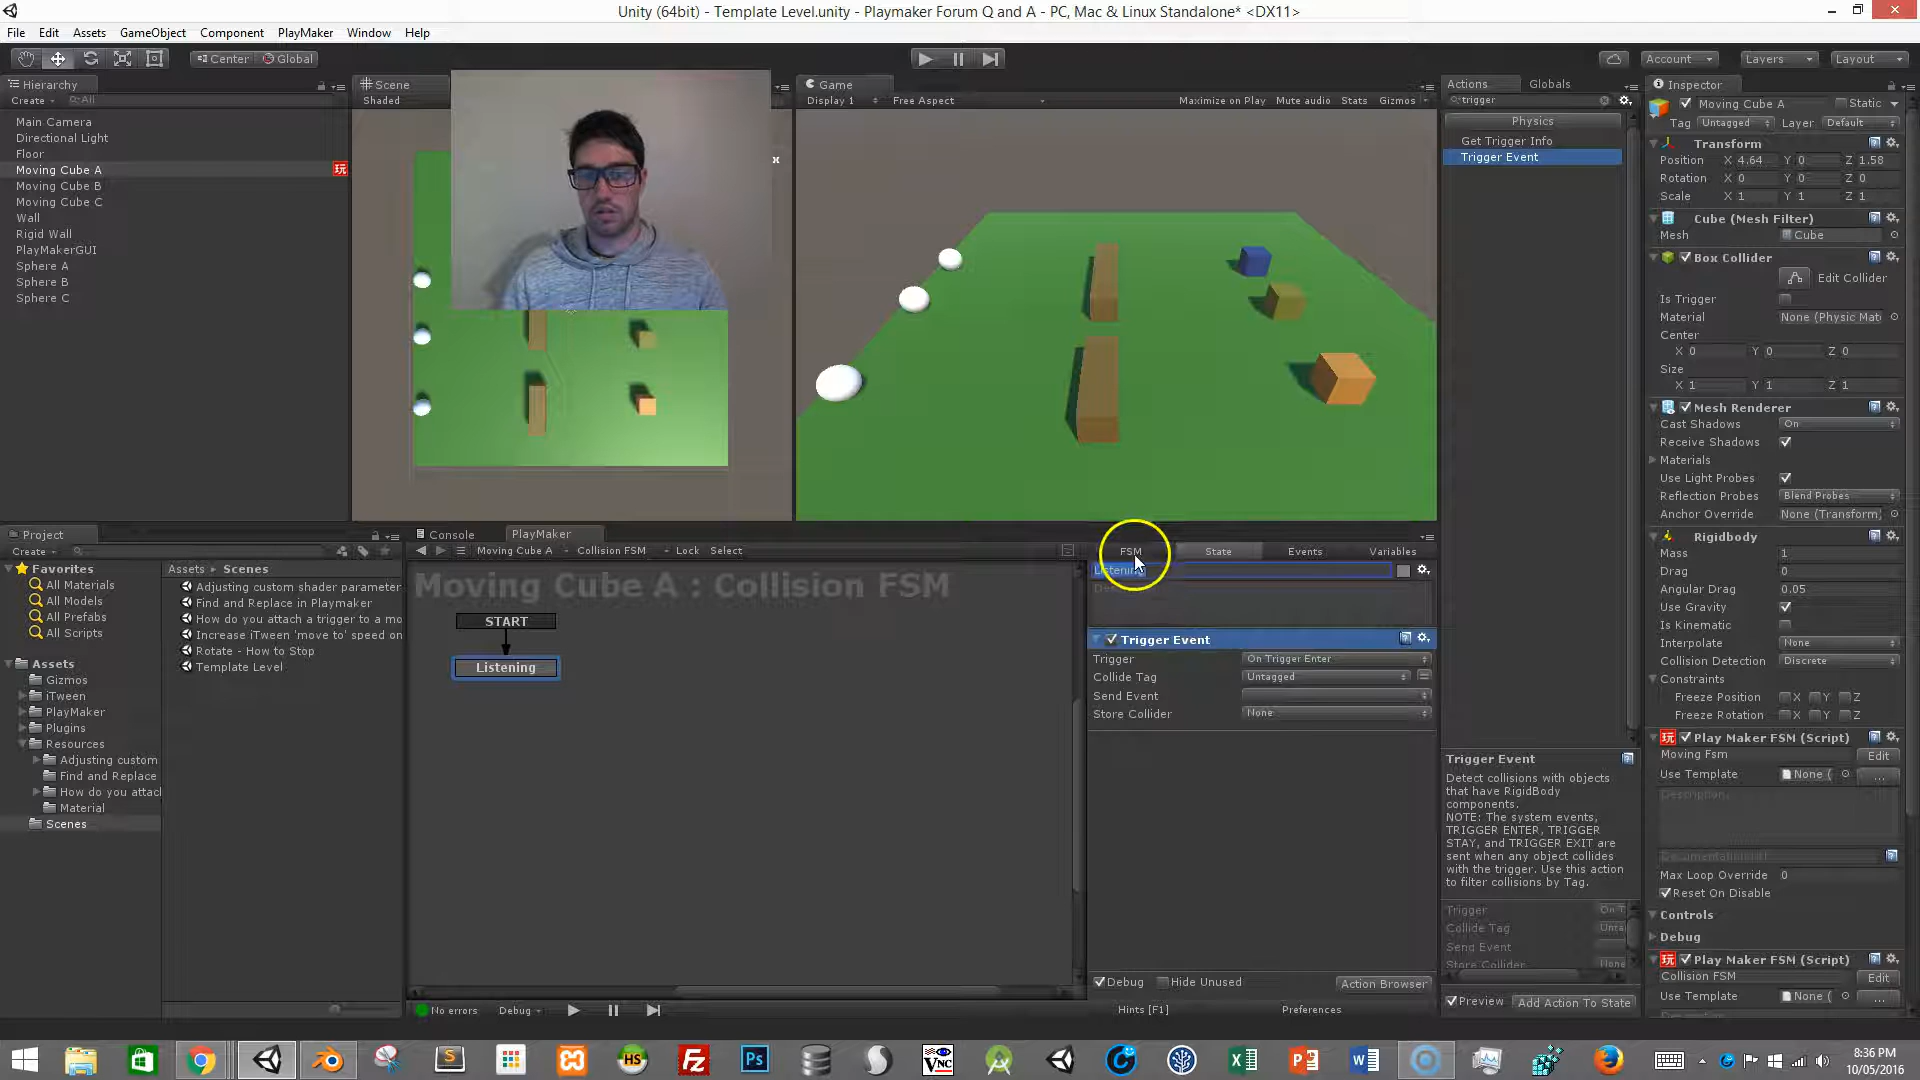 Unity (64bit) - Template Level.unity - Playmaker Forum Q and A - PC, Mac & Linux Standalone* <DX11>
File Edit Assets GameObject Component PlayMaker Window Help
Center Global Account Layers Layout
Hierarchy
Create All
Main Camera
Directional Light
Floor
Moving Cube A
Moving Cube B
Moving Cube C
Wall
Rigid Wall
PlayMakerGUI
Sphere A
Sphere B
Sphere C
Scene
Shaded
x
Game
Display 1 Free Aspect Maximize on Play Mute audio Stats Gizmos
Actions Globals
trigger
Physics
Get Trigger Info
Trigger Event
Trigger Event
Detect collisions with objects
that have RigidBody
components.
NOTE: The system events,
TRIGGER ENTER, TRIGGER
STAY, and TRIGGER EXIT are
sent when any object collides
with the trigger. Use this action
to filter collisions by Tag.
Trigger On T
Collide Tag Unta
Send Event
Store Collider None
Preview Add Action To State
Inspector
Moving Cube A Static
Tag Untagged Layer Default
Transform
Position X 4.64 Y 0 Z 1.58
Rotation X 0 Y 0 Z 0
Scale X 1 Y 1 Z 1
Cube (Mesh Filter)
Mesh Cube
Box Collider
Edit Collider
Is Trigger
Material None (Physic Mate
Center
X 0 Y 0 Z 0
Size
X 1 Y 1 Z 1
Mesh Renderer
Cast Shadows On
Receive Shadows
Materials
Use Light Probes
Reflection Probes Blend Probes
Anchor Override None (Transform)
Rigidbody
Mass 1
Drag 0
Angular Drag 0.05
Use Gravity
Is Kinematic
Interpolate None
Collision Detection Discrete
Constraints
Freeze Position X Y Z
Freeze Rotation X Y Z
Play Maker FSM (Script)
Moving Fsm Edit
Use Template None (
Description...
Max Loop Override 0
Reset On Disable
Controls
Debug
Play Maker FSM (Script)
Collision FSM Edit
Use Template None (
Project
Create
Favorites
All Materials
All Models
All Prefabs
All Scripts
Assets
Gizmos
iTween
PlayMaker
Plugins
Resources
Adjusting custom
Find and Replace
How do you attach
Material
Scenes
Assets Scenes
Adjusting custom shader parameter
Find and Replace in Playmaker
How do you attach a trigger to a mo
Increase iTween 'move to' speed on
Rotate - How to Stop
Template Level
Console PlayMaker
Moving Cube A Collision FSM Lock Select
Moving Cube A : Collision FSM
START
Listening
FSM State Events Variables
Listening
Trigger Event
Trigger On Trigger Enter
Collide Tag Untagged
Send Event
Store Collider None
Debug Hide Unused Action Browser
No errors Debug Hints [F1] Preferences
8:36 PM
10/05/2016